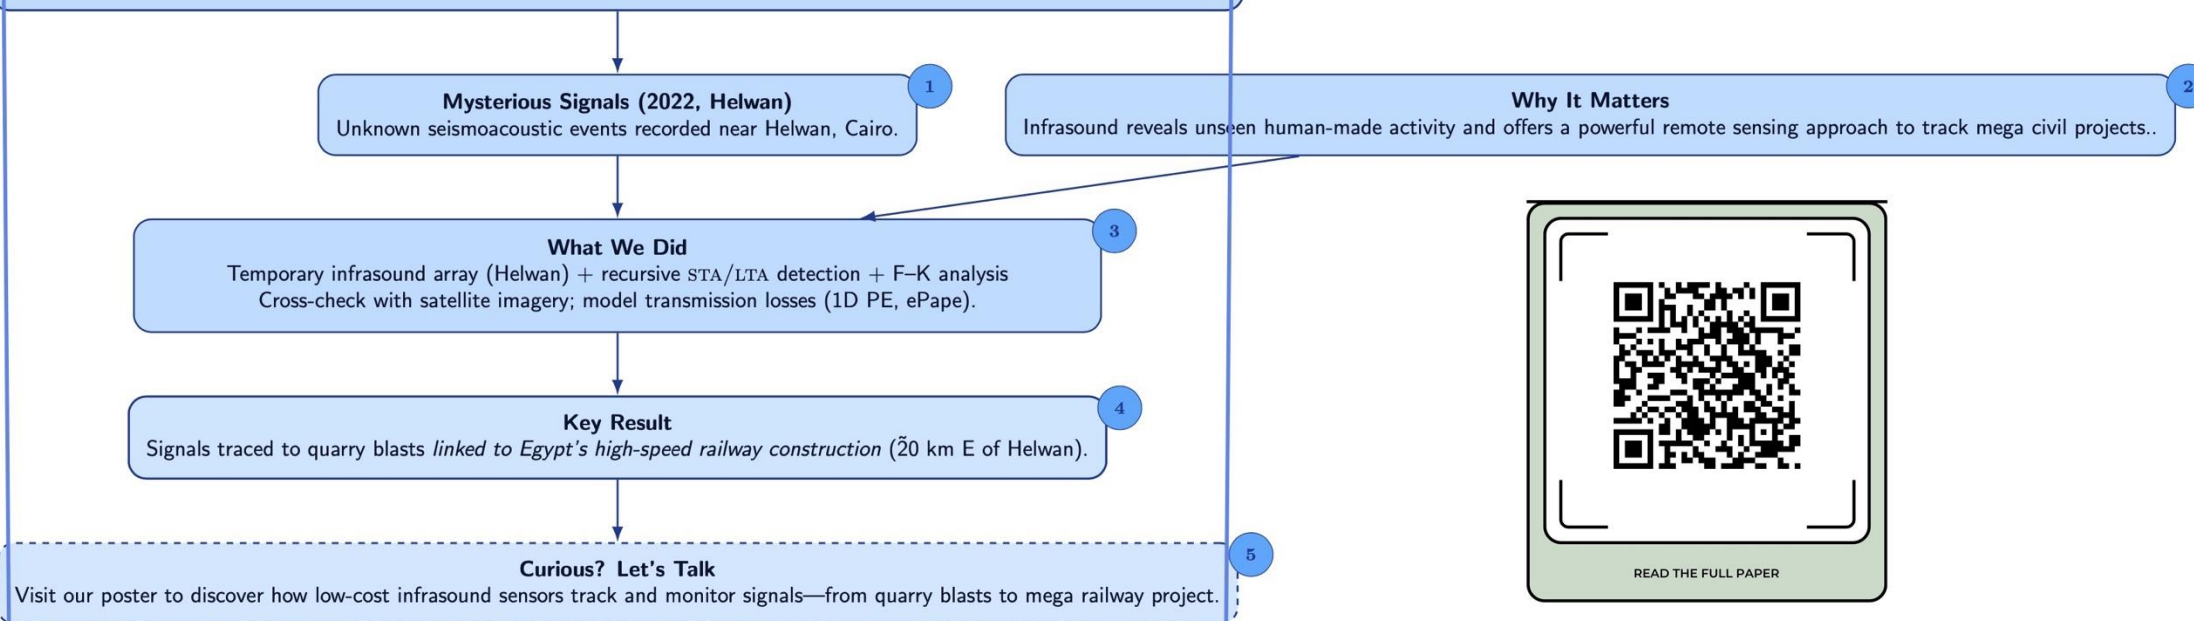 1
Mysterious Signals (2022, Helwan)
Unknown seismoacoustic events recorded near Helwan, Cairo.
2
Why It Matters
Infrasound reveals unseen human-made activity and offers a powerful remote sensing approach to track mega civil projects..
3
What We Did
Temporary infrasound array (Helwan) + recursive STA/LTA detection + F–K analysis
Cross-check with satellite imagery; model transmission losses (1D PE, ePape).
4
Key Result
Signals traced to quarry blasts linked to Egypt's high-speed railway construction (2̃0 km E of Helwan).
5
Curious? Let's Talk
Visit our poster to discover how low-cost infrasound sensors track and monitor signals—from quarry blasts to mega railway project.
READ THE FULL PAPER